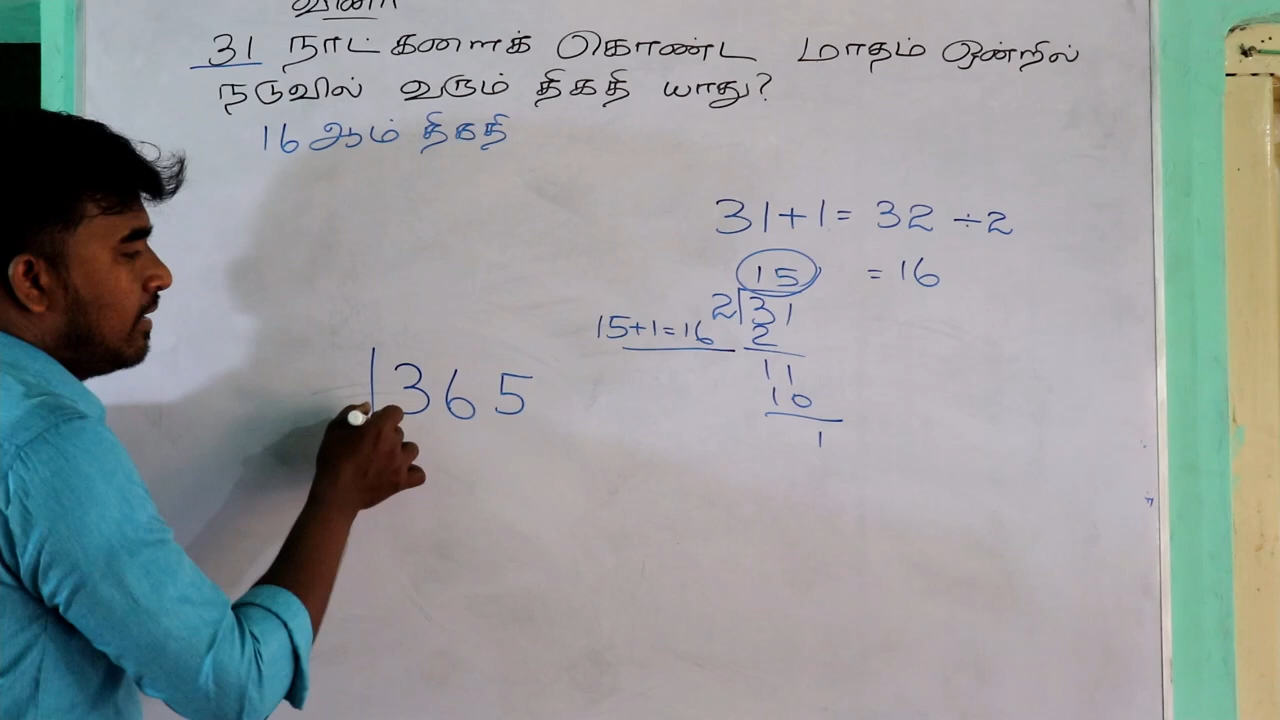 வினா
31 நாட்களைக் கொண்ட மாதம் ஒன்றில்
நடுவில் வரும் திகதி யாது?
16 ஆம் திகதி
31+1= 32 ÷2
15 = 16
2 31
15+1=16 2
11
10
1
365